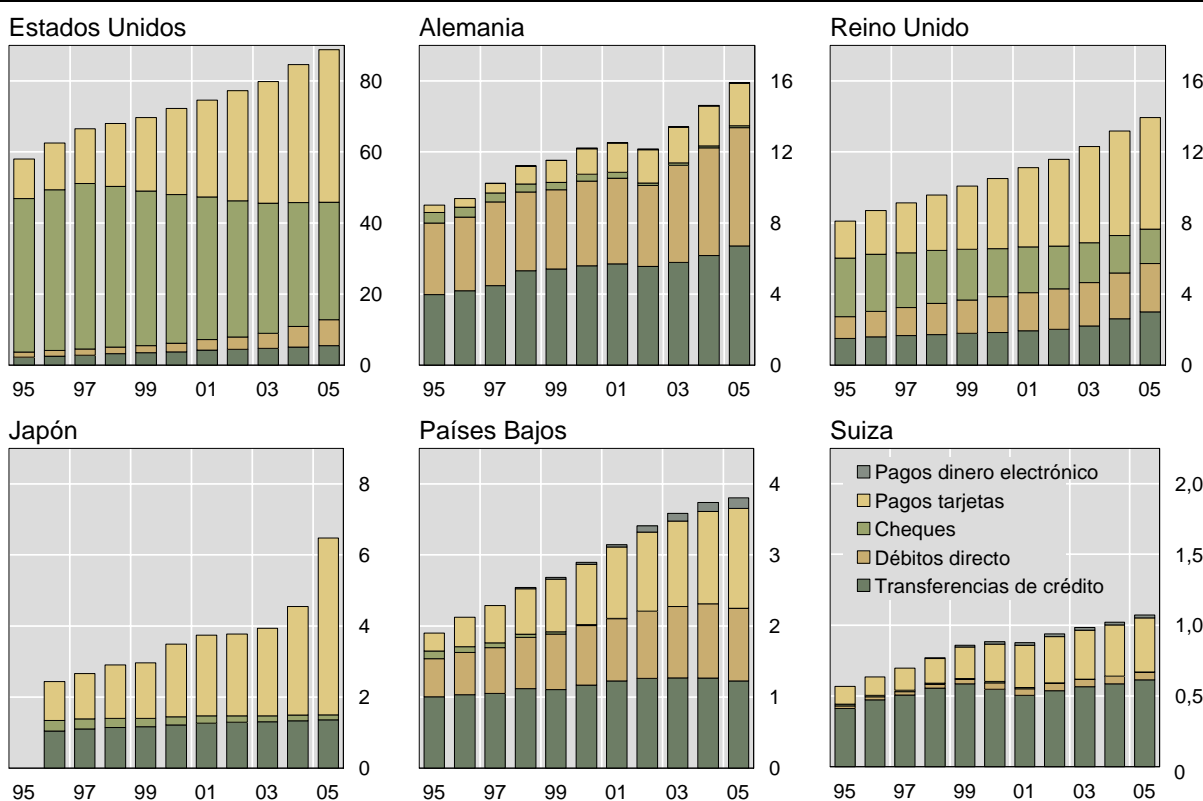 Estados Unidos
80
60
40
20
0
95 97 99 01 03 05
Alemania
16
12
8
4
0
95 97 99 01 03 05
Reino Unido
16
12
8
4
0
95 97 99 01 03 05
Japón
8
6
4
2
0
95 97 99 01 03 05
Países Bajos
4
3
2
1
0
95 97 99 01 03 05
Suiza
Pagos dinero electrónico
Pagos tarjetas
Cheques
Débitos directo
Transferencias de crédito
2,0
1,5
1,0
0,5
0
95 97 99 01 03 05